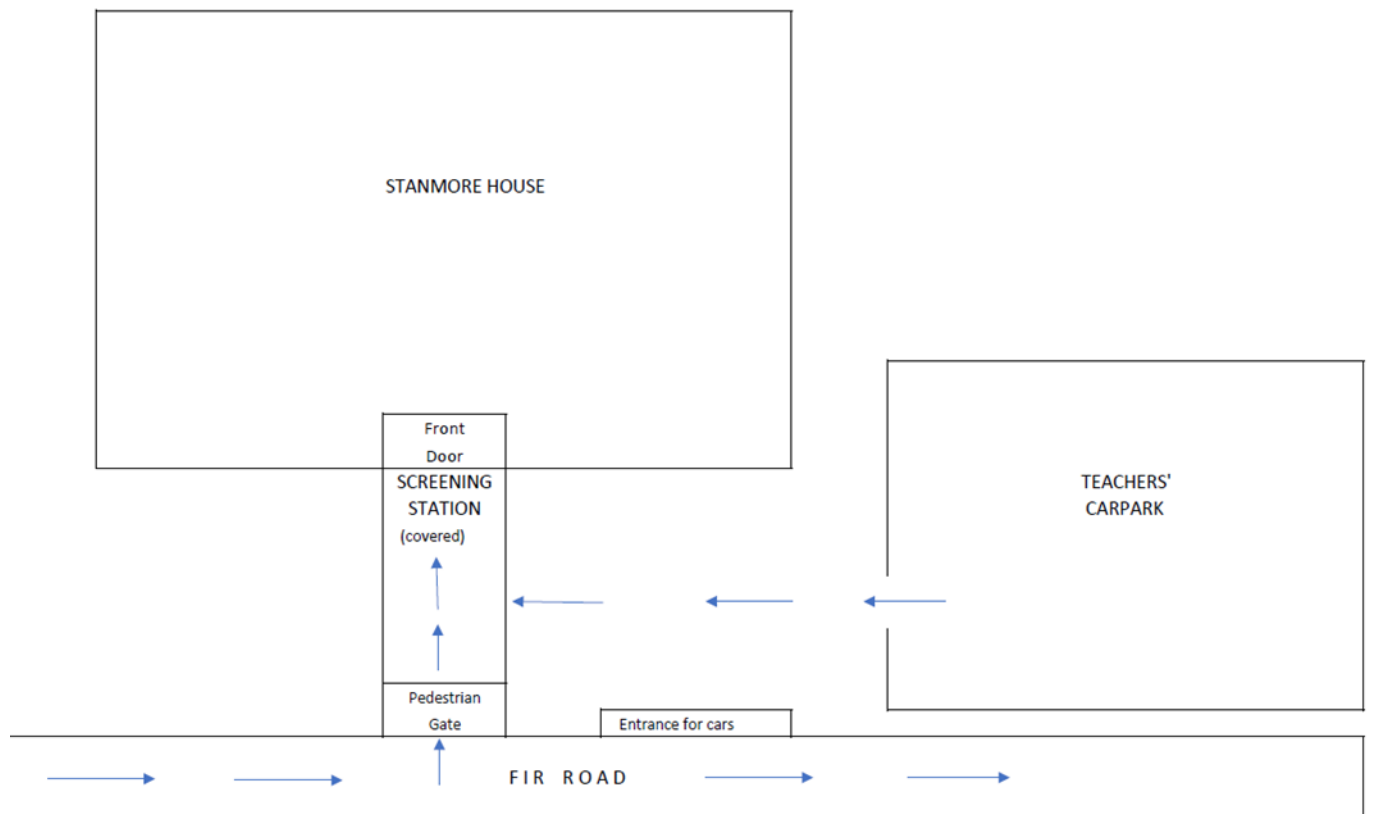 STANMORE HOUSE
Front
Door
SCREENING
STATION
(covered)
TEACHERS'
CARPARK
Pedestrian
Gate
Entrance for cars
FIR ROAD